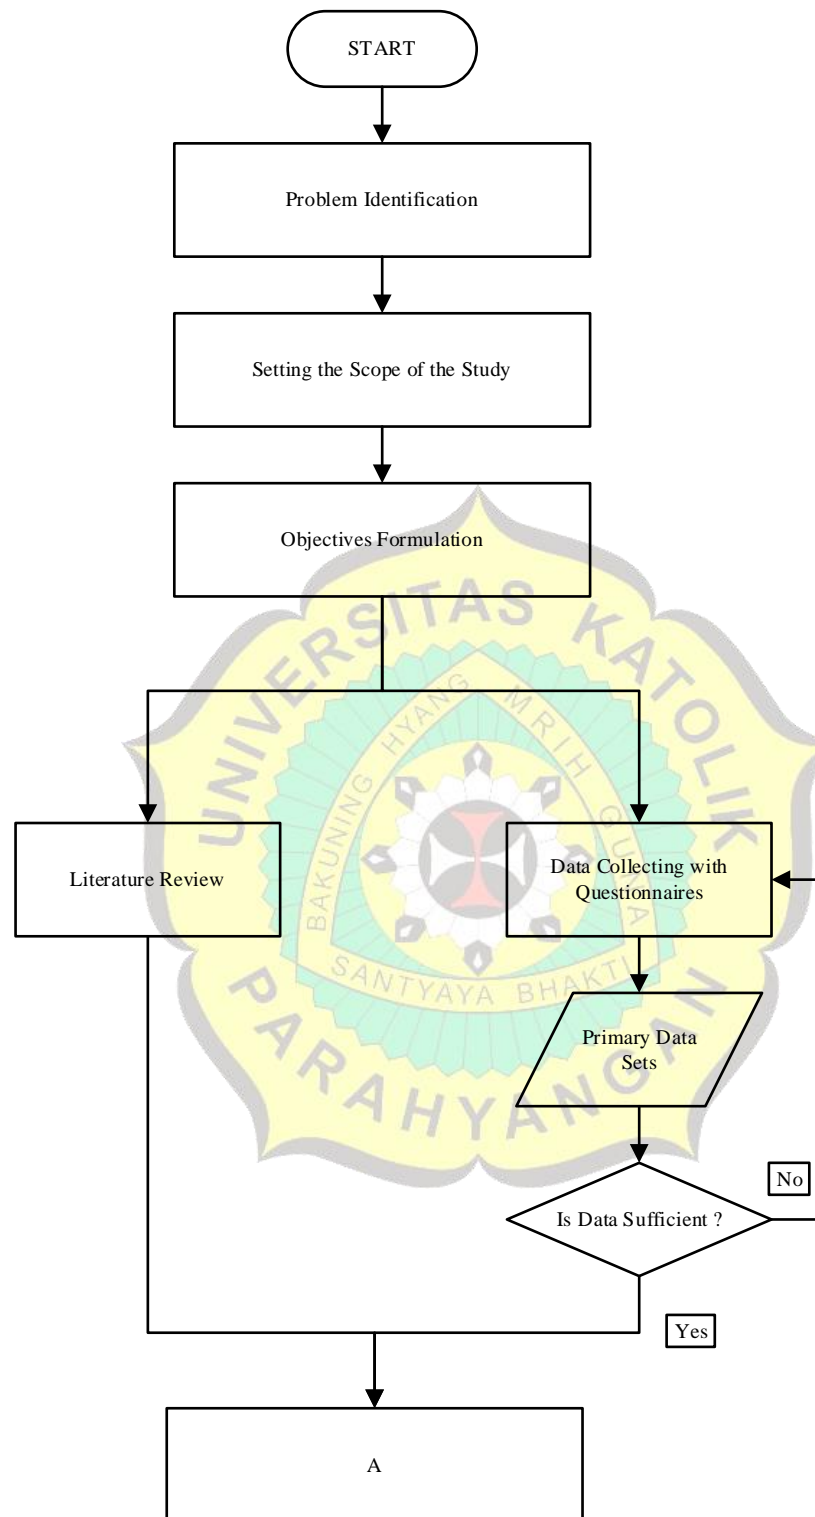 START
Problem Identification
Setting the Scope of the Study
Objectives Formulation
UNIVERSITAS KATOLIK
BAKUNING HYANG MRIH GUNA
SANTYAYA BHAKTI
PARAHYANGAN
Literature Review
Data Collecting with
Questionnaires
Primary Data
Sets
Is Data Sufficient ?
No
Yes
A